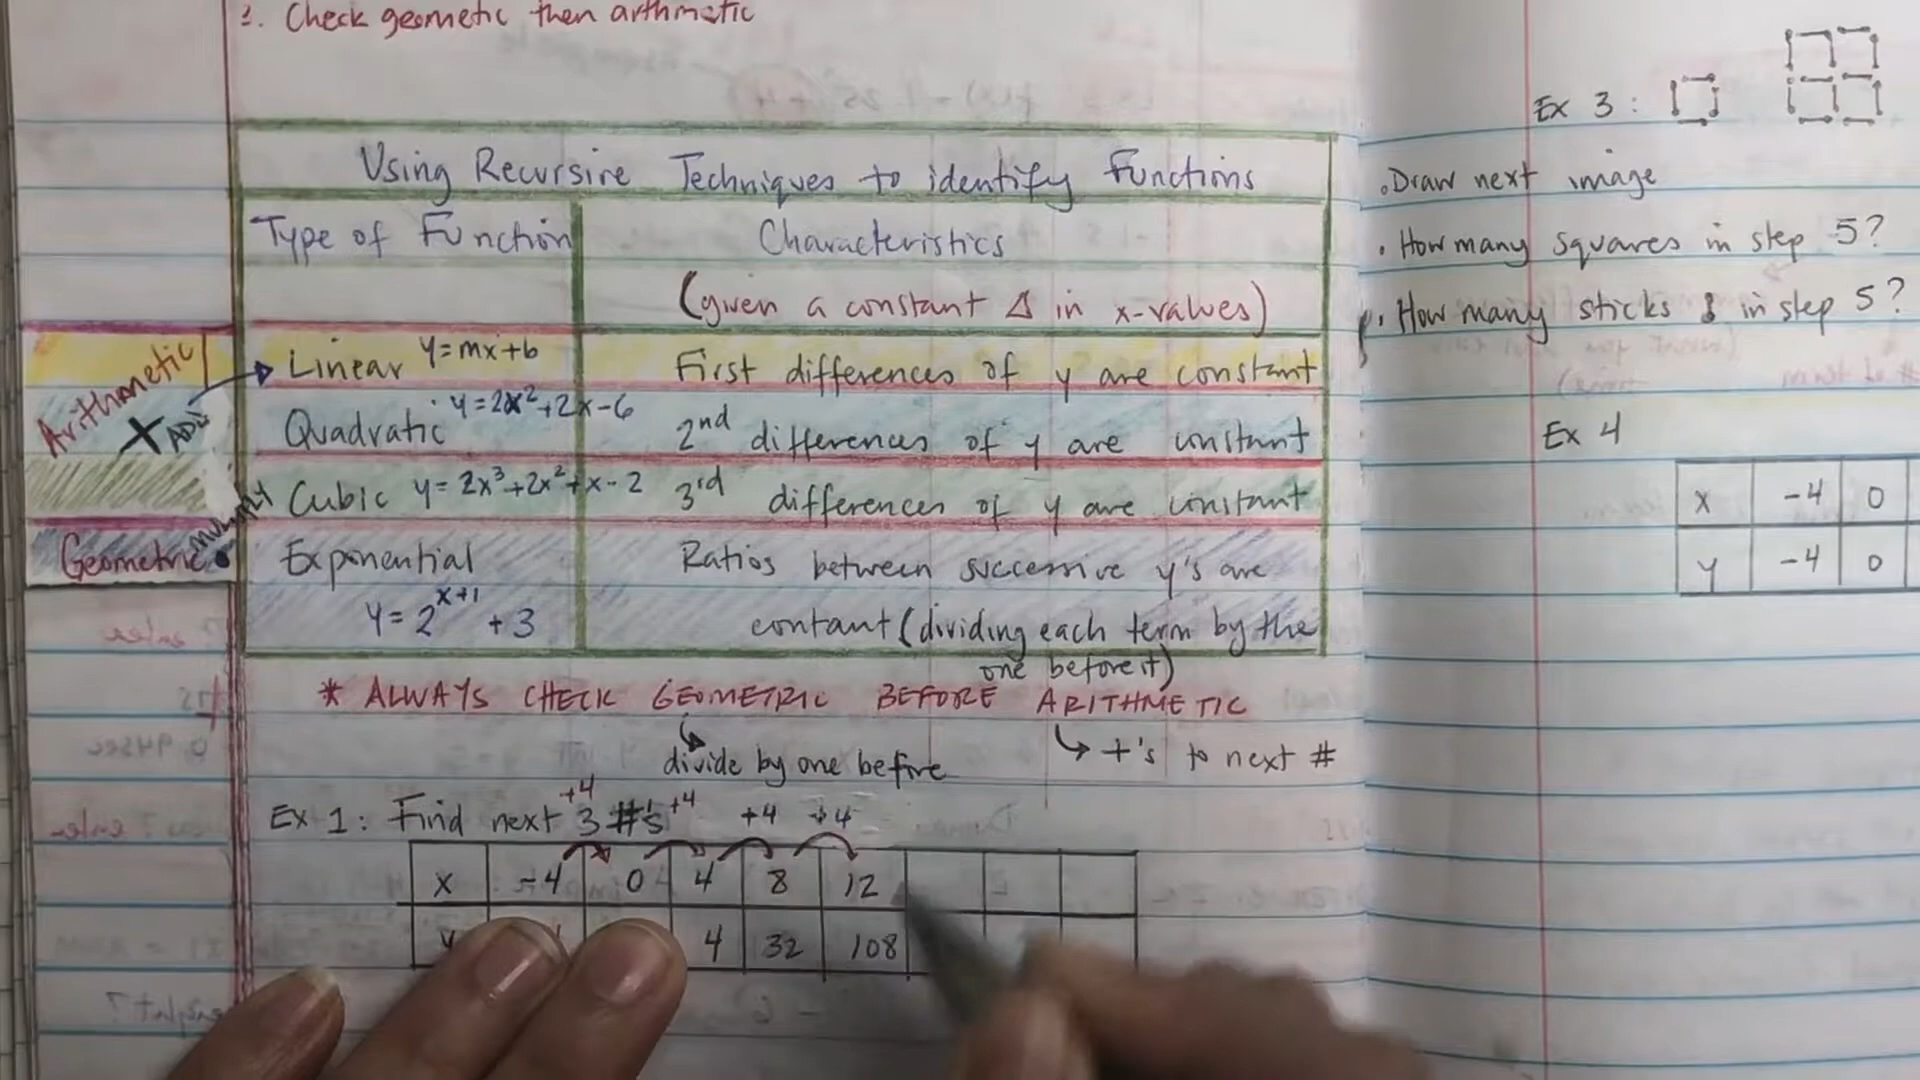 2. Check geometic then arthmetic
Using Recursire Techniques to identify Functions
Type of Function
Characteristics
(given a constant Δ in x-values)
Arithmetic
ADD
Linear y=mx+b
First differences of y are constant
Quadratic y=2x²+2x-6
2nd differences of y are constant
Cubic y=2x³+2x²+x-2
3rd differences of y are constant
Geometric
Exponential
y=2^(x+1) +3
Ratios between successive y's are
contant (dividing each term by the
one before it)
* ALWAYS CHECK GEOMETRIC BEFORE ARITHMETIC
divide by one before
+'s to next #
Ex 1: Find next 3 #'s
+4 +4 +4 +4
x -4 0 4 8 12
y 4 32 108
Ex 3:
.Draw next image
. How many squares in step 5?
. How many sticks in step 5?
Ex 4
x -4 0
y -4 0